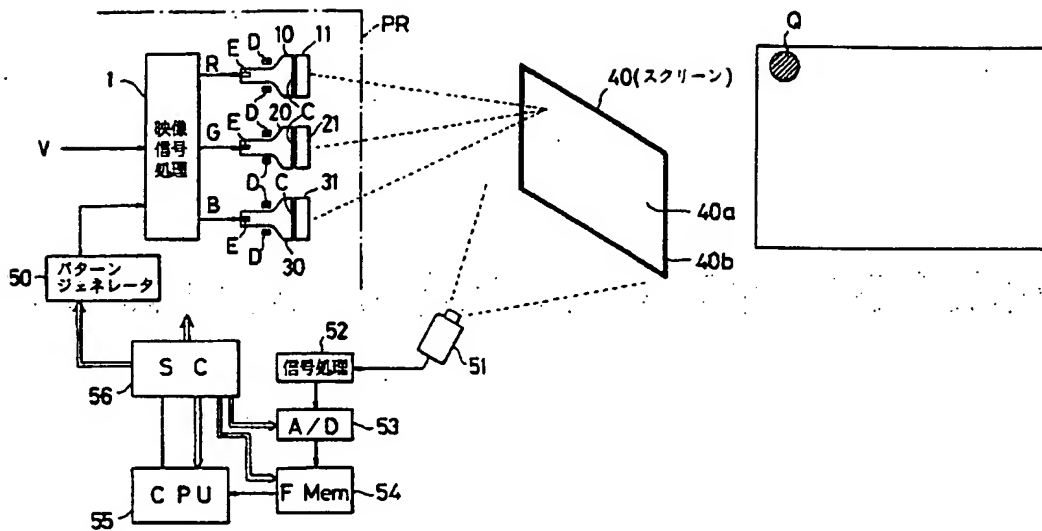 PR
Q
10
11
D
E
R
1
D
C
40(スクリーン)
映像
信号
処理
V
20
C
21
E
G
D
D
C
31
B
E
D
30
40a
40b
50
パターン
ジェネレータ
51
52
信号処理
S C
56
A/D
53
CPU
55
F Mem
54